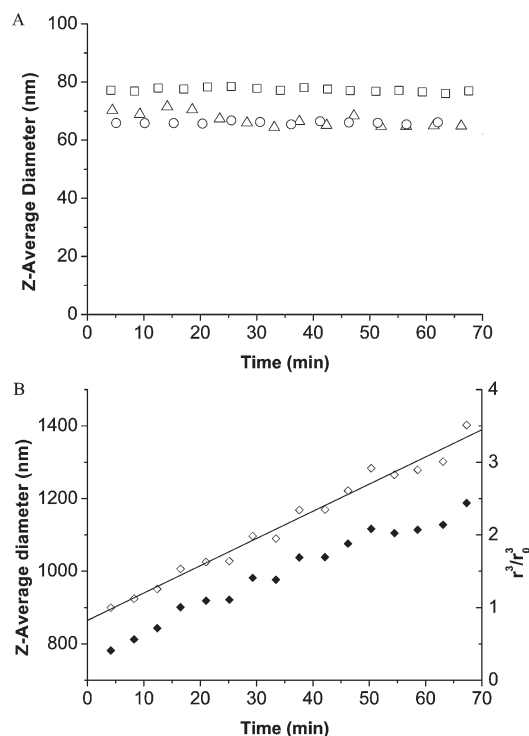 A
100
80
60
40
20
0
Z-Average Diameter (nm)
0 10 20 30 40 50 60 70
Time (min)
B
1400
1200
1000
800
Z-Average diameter (nm)
4
3
2
1
0
r³/r₀³
0 10 20 30 40 50 60 70
Time (min)